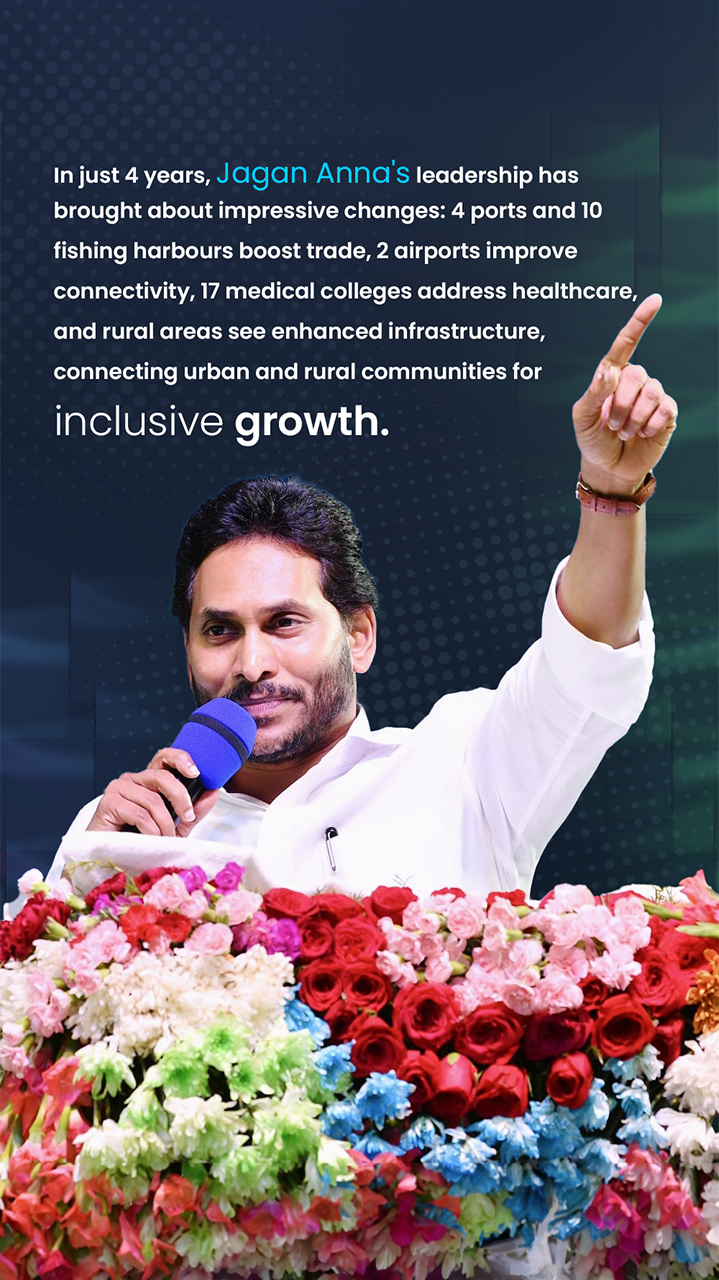 In just 4 years, Jagan Anna's leadership has
brought about impressive changes: 4 ports and 10
fishing harbours boost trade, 2 airports improve
connectivity, 17 medical colleges address healthcare,
and rural areas see enhanced infrastructure,
connecting urban and rural communities for
inclusive growth.